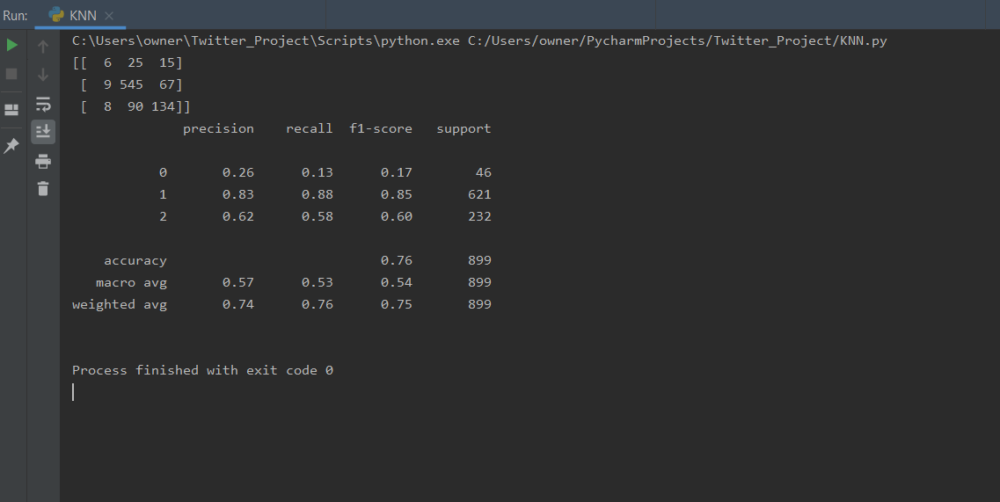 Run: KNN
C:\Users\owner\Twitter_Project\Scripts\python.exe C:/Users/owner/PycharmProjects/Twitter_Project/KNN.py
[[  6  25  15]
 [  9 545  67]
 [  8  90 134]]
              precision    recall  f1-score   support
           0       0.26      0.13      0.17        46
           1       0.83      0.88      0.85       621
           2       0.62      0.58      0.60       232
    accuracy                           0.76       899
   macro avg       0.57      0.53      0.54       899
weighted avg       0.74      0.76      0.75       899
Process finished with exit code 0